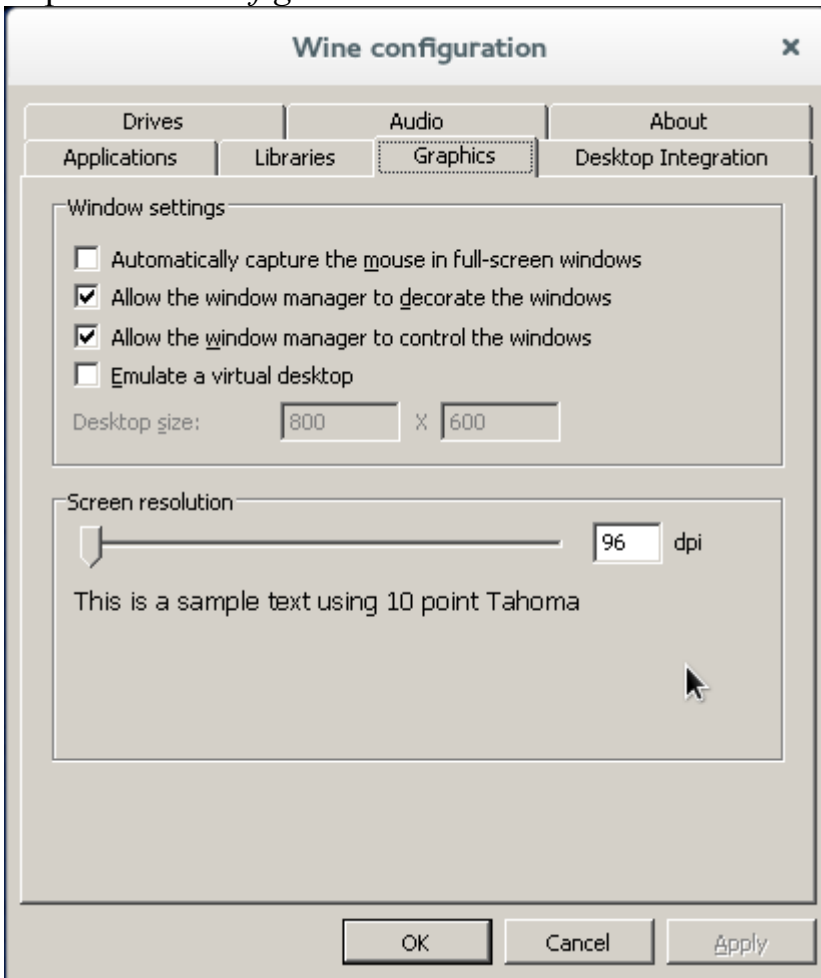 Wine configuration
Drives Audio About
Applications Libraries Graphics Desktop Integration
Window settings
Automatically capture the mouse in full-screen windows
Allow the window manager to decorate the windows
Allow the window manager to control the windows
Emulate a virtual desktop
Desktop size: 800 X 600
Screen resolution
96 dpi
This is a sample text using 10 point Tahoma
OK Cancel Apply